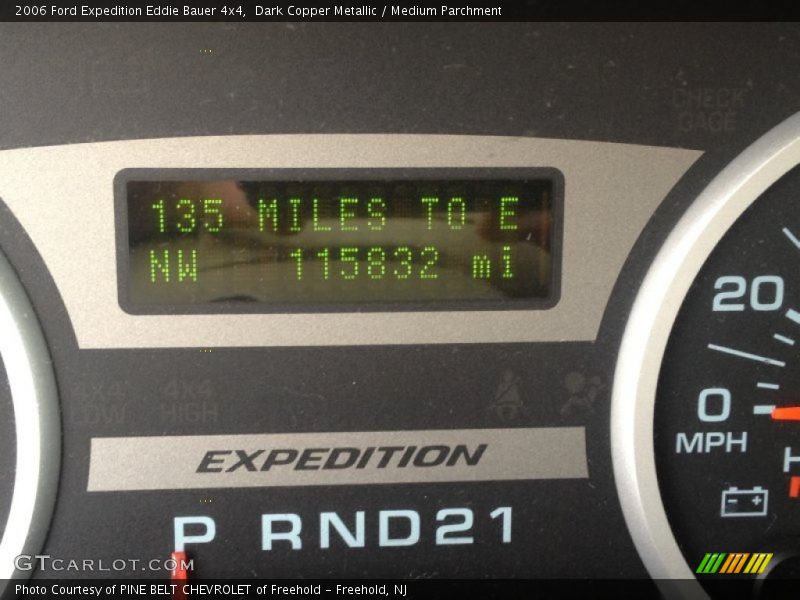 2006 Ford Expedition Eddie Bauer 4x4,  Dark Copper Metallic / Medium Parchment
CHECK
GAGE
135 MILES TO E
NW 115832 mi
20
0
MPH
H
4X4
LOW
4X4
HIGH
EXPEDITION
P RND21
GTCARLOT.COM
Photo Courtesy of PINE BELT CHEVROLET of Freehold - Freehold, NJ